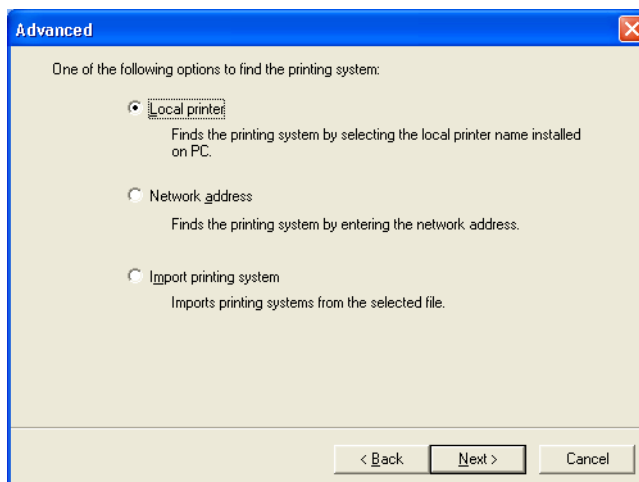 Advanced
One of the following options to find the printing system:
Local printer
Finds the printing system by selecting the local printer name installed
on PC.
Network address
Finds the printing system by entering the network address.
Import printing system
Imports printing systems from the selected file.
< Back Next > Cancel